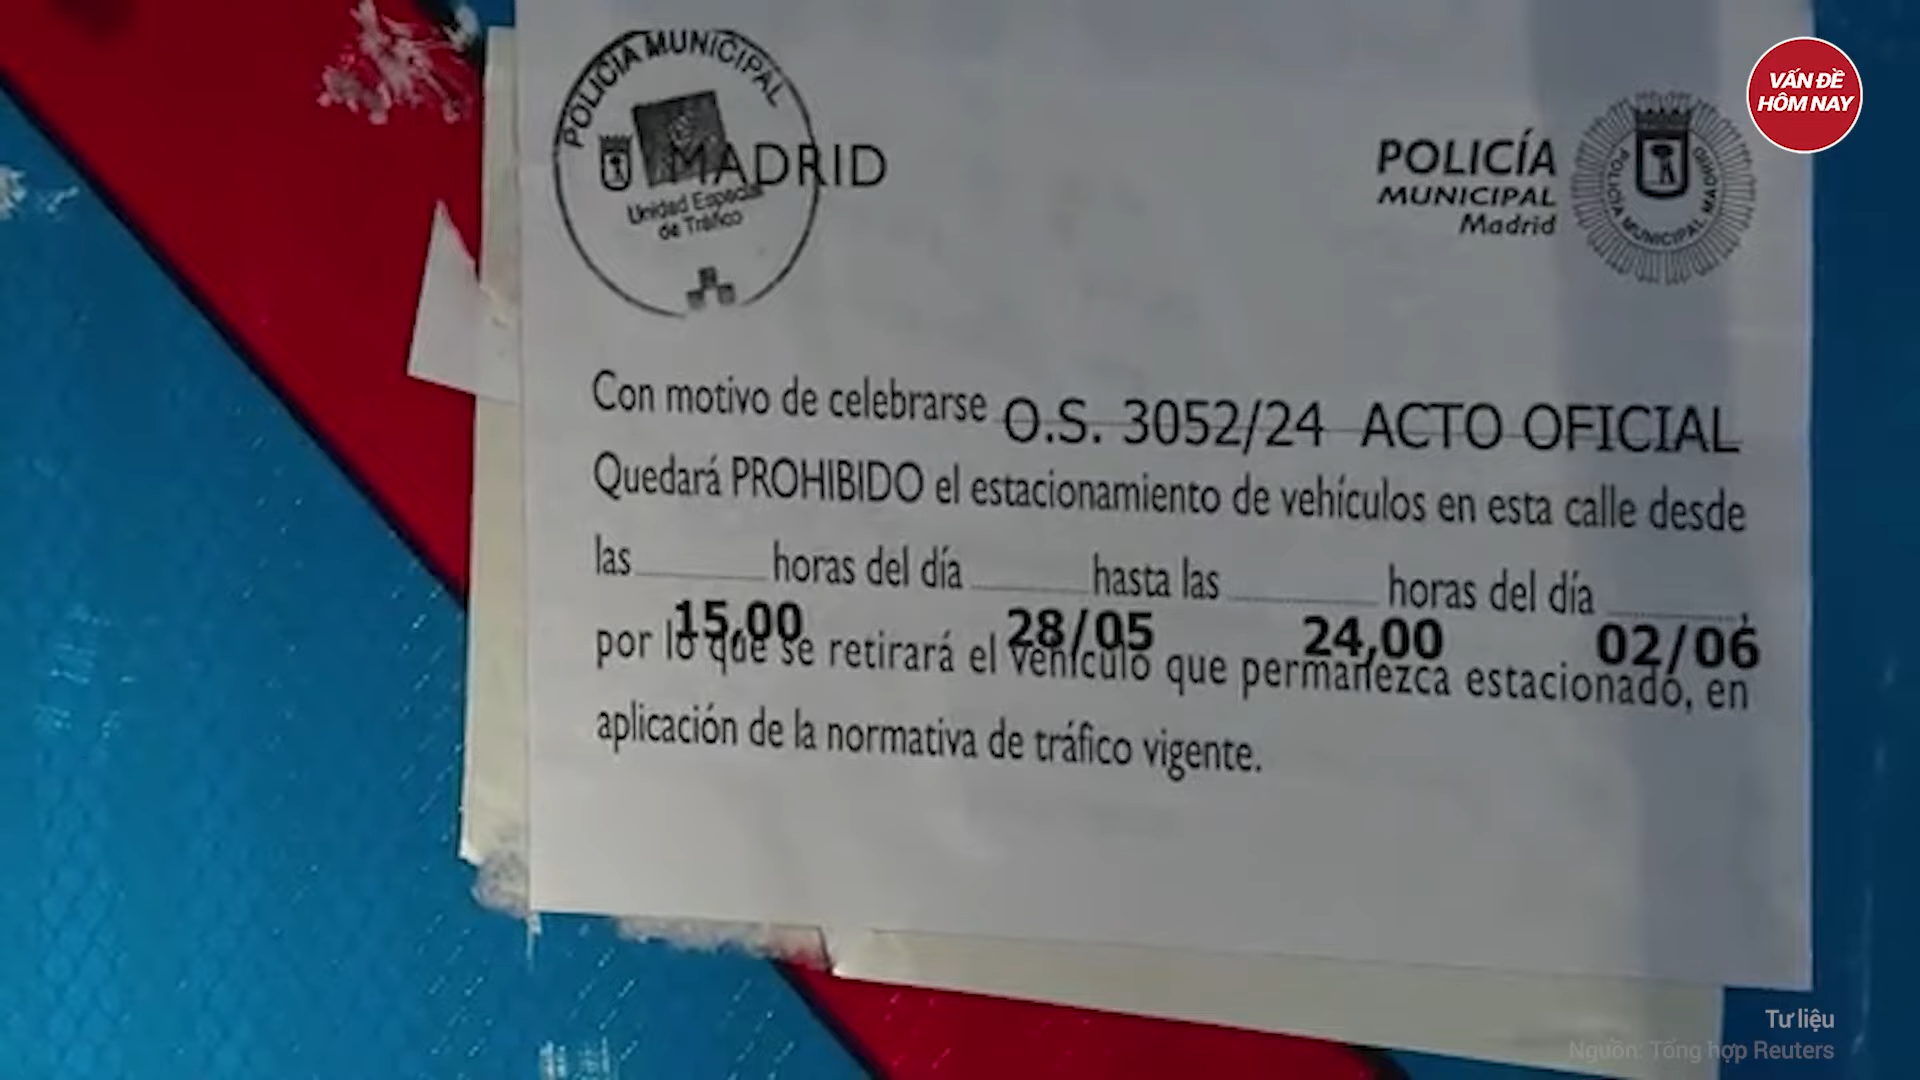 POLICIA MUNICIPAL
MADRID
Unidad Especial
de Tráfico
POLICÍA
MUNICIPAL
Madrid
POLICIA MUNICIPAL MADRID
VẤN ĐỀ
HÔM NAY
Con motivo de celebrarse O.S. 3052/24 ACTO OFICIAL
Quedará PROHIBIDO el estacionamiento de vehículos en esta calle desde
las horas del día hasta las horas del día ,
15,00 28/05 24,00 02/06
por lo que se retirará el vehículo que permanezca estacionado, en
aplicación de la normativa de tráfico vigente.
Tư liệu
Nguồn: Tổng hợp Reuters